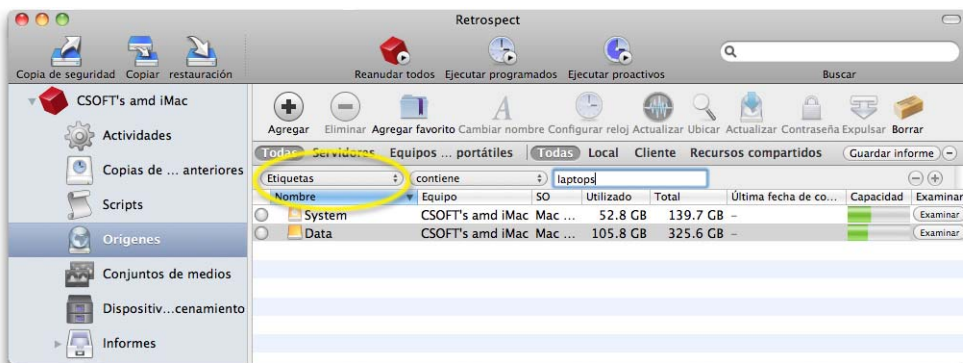 Retrospect
Copia de seguridad Copiar restauración Reanudar todos Ejecutar programados Ejecutar proactivos Buscar
CSOFT's amd iMac
Actividades
Copias de ... anteriores
Scripts
Orígenes
Conjuntos de medios
Dispositiv...cenamiento
Informes
Agregar Eliminar Agregar favorito Cambiar nombre Configurar reloj Actualizar Ubicar Actualizar Contraseña Expulsar Borrar
Todas Servidores Equipos ... portátiles Todas Local Cliente Recursos compartidos Guardar informe
Etiquetas contiene laptops
Nombre Equipo SO Utilizado Total Última fecha de co... Capacidad Examinar
System CSOFT's amd iMac Mac ... 52.8 GB 139.7 GB – Examinar
Data CSOFT's amd iMac Mac ... 105.8 GB 325.6 GB – Examinar